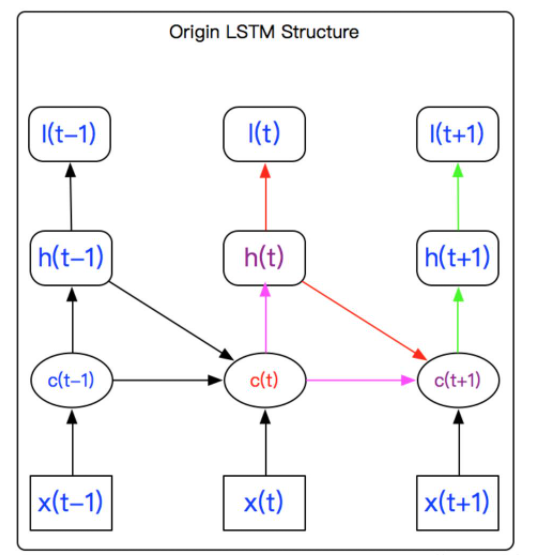 Origin LSTM Structure
l(t−1) l(t) l(t+1)
h(t−1) h(t) h(t+1)
c(t−1) c(t) c(t+1)
x(t−1) x(t) x(t+1)